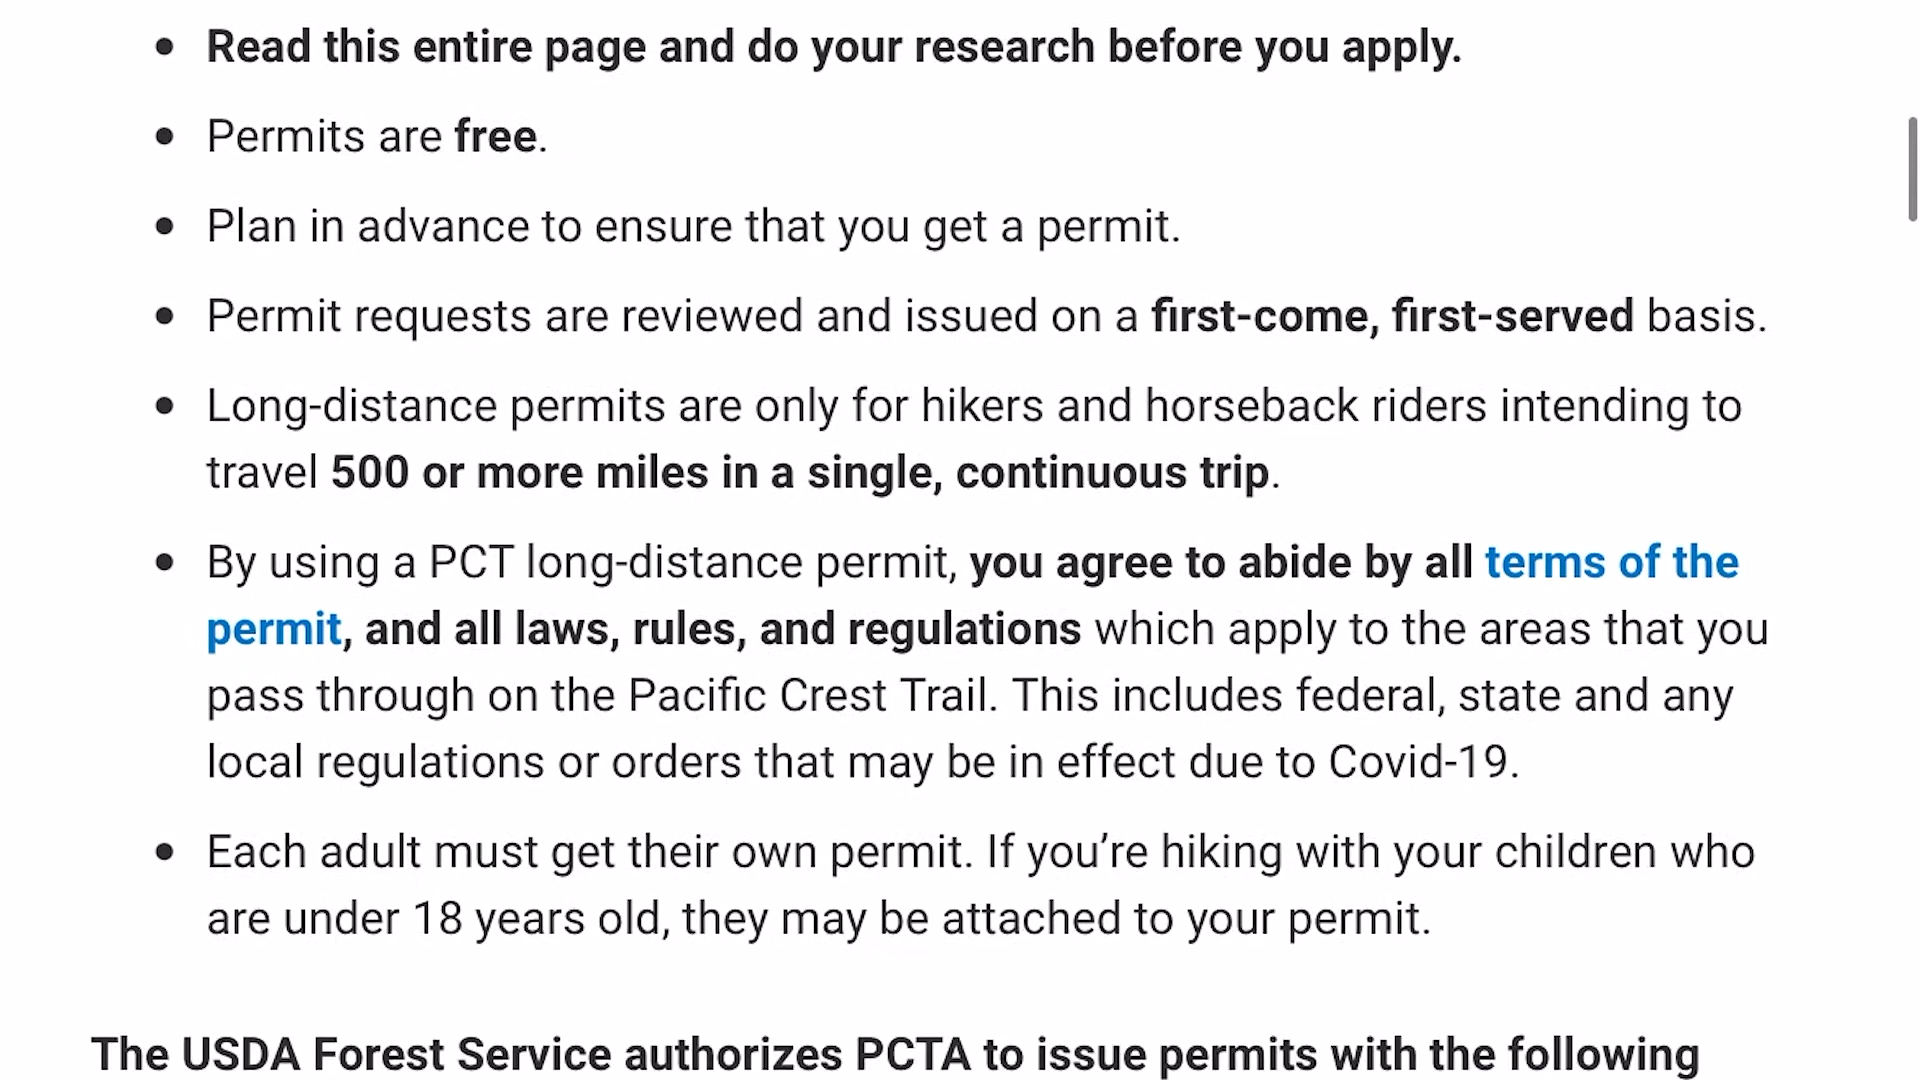 Read this entire page and do your research before you apply.
Permits are free.
Plan in advance to ensure that you get a permit.
Permit requests are reviewed and issued on a first-come, first-served basis.
Long-distance permits are only for hikers and horseback riders intending to
travel 500 or more miles in a single, continuous trip.
By using a PCT long-distance permit, you agree to abide by all terms of the
permit, and all laws, rules, and regulations which apply to the areas that you
pass through on the Pacific Crest Trail. This includes federal, state and any
local regulations or orders that may be in effect due to Covid-19.
Each adult must get their own permit. If you’re hiking with your children who
are under 18 years old, they may be attached to your permit.
The USDA Forest Service authorizes PCTA to issue permits with the following